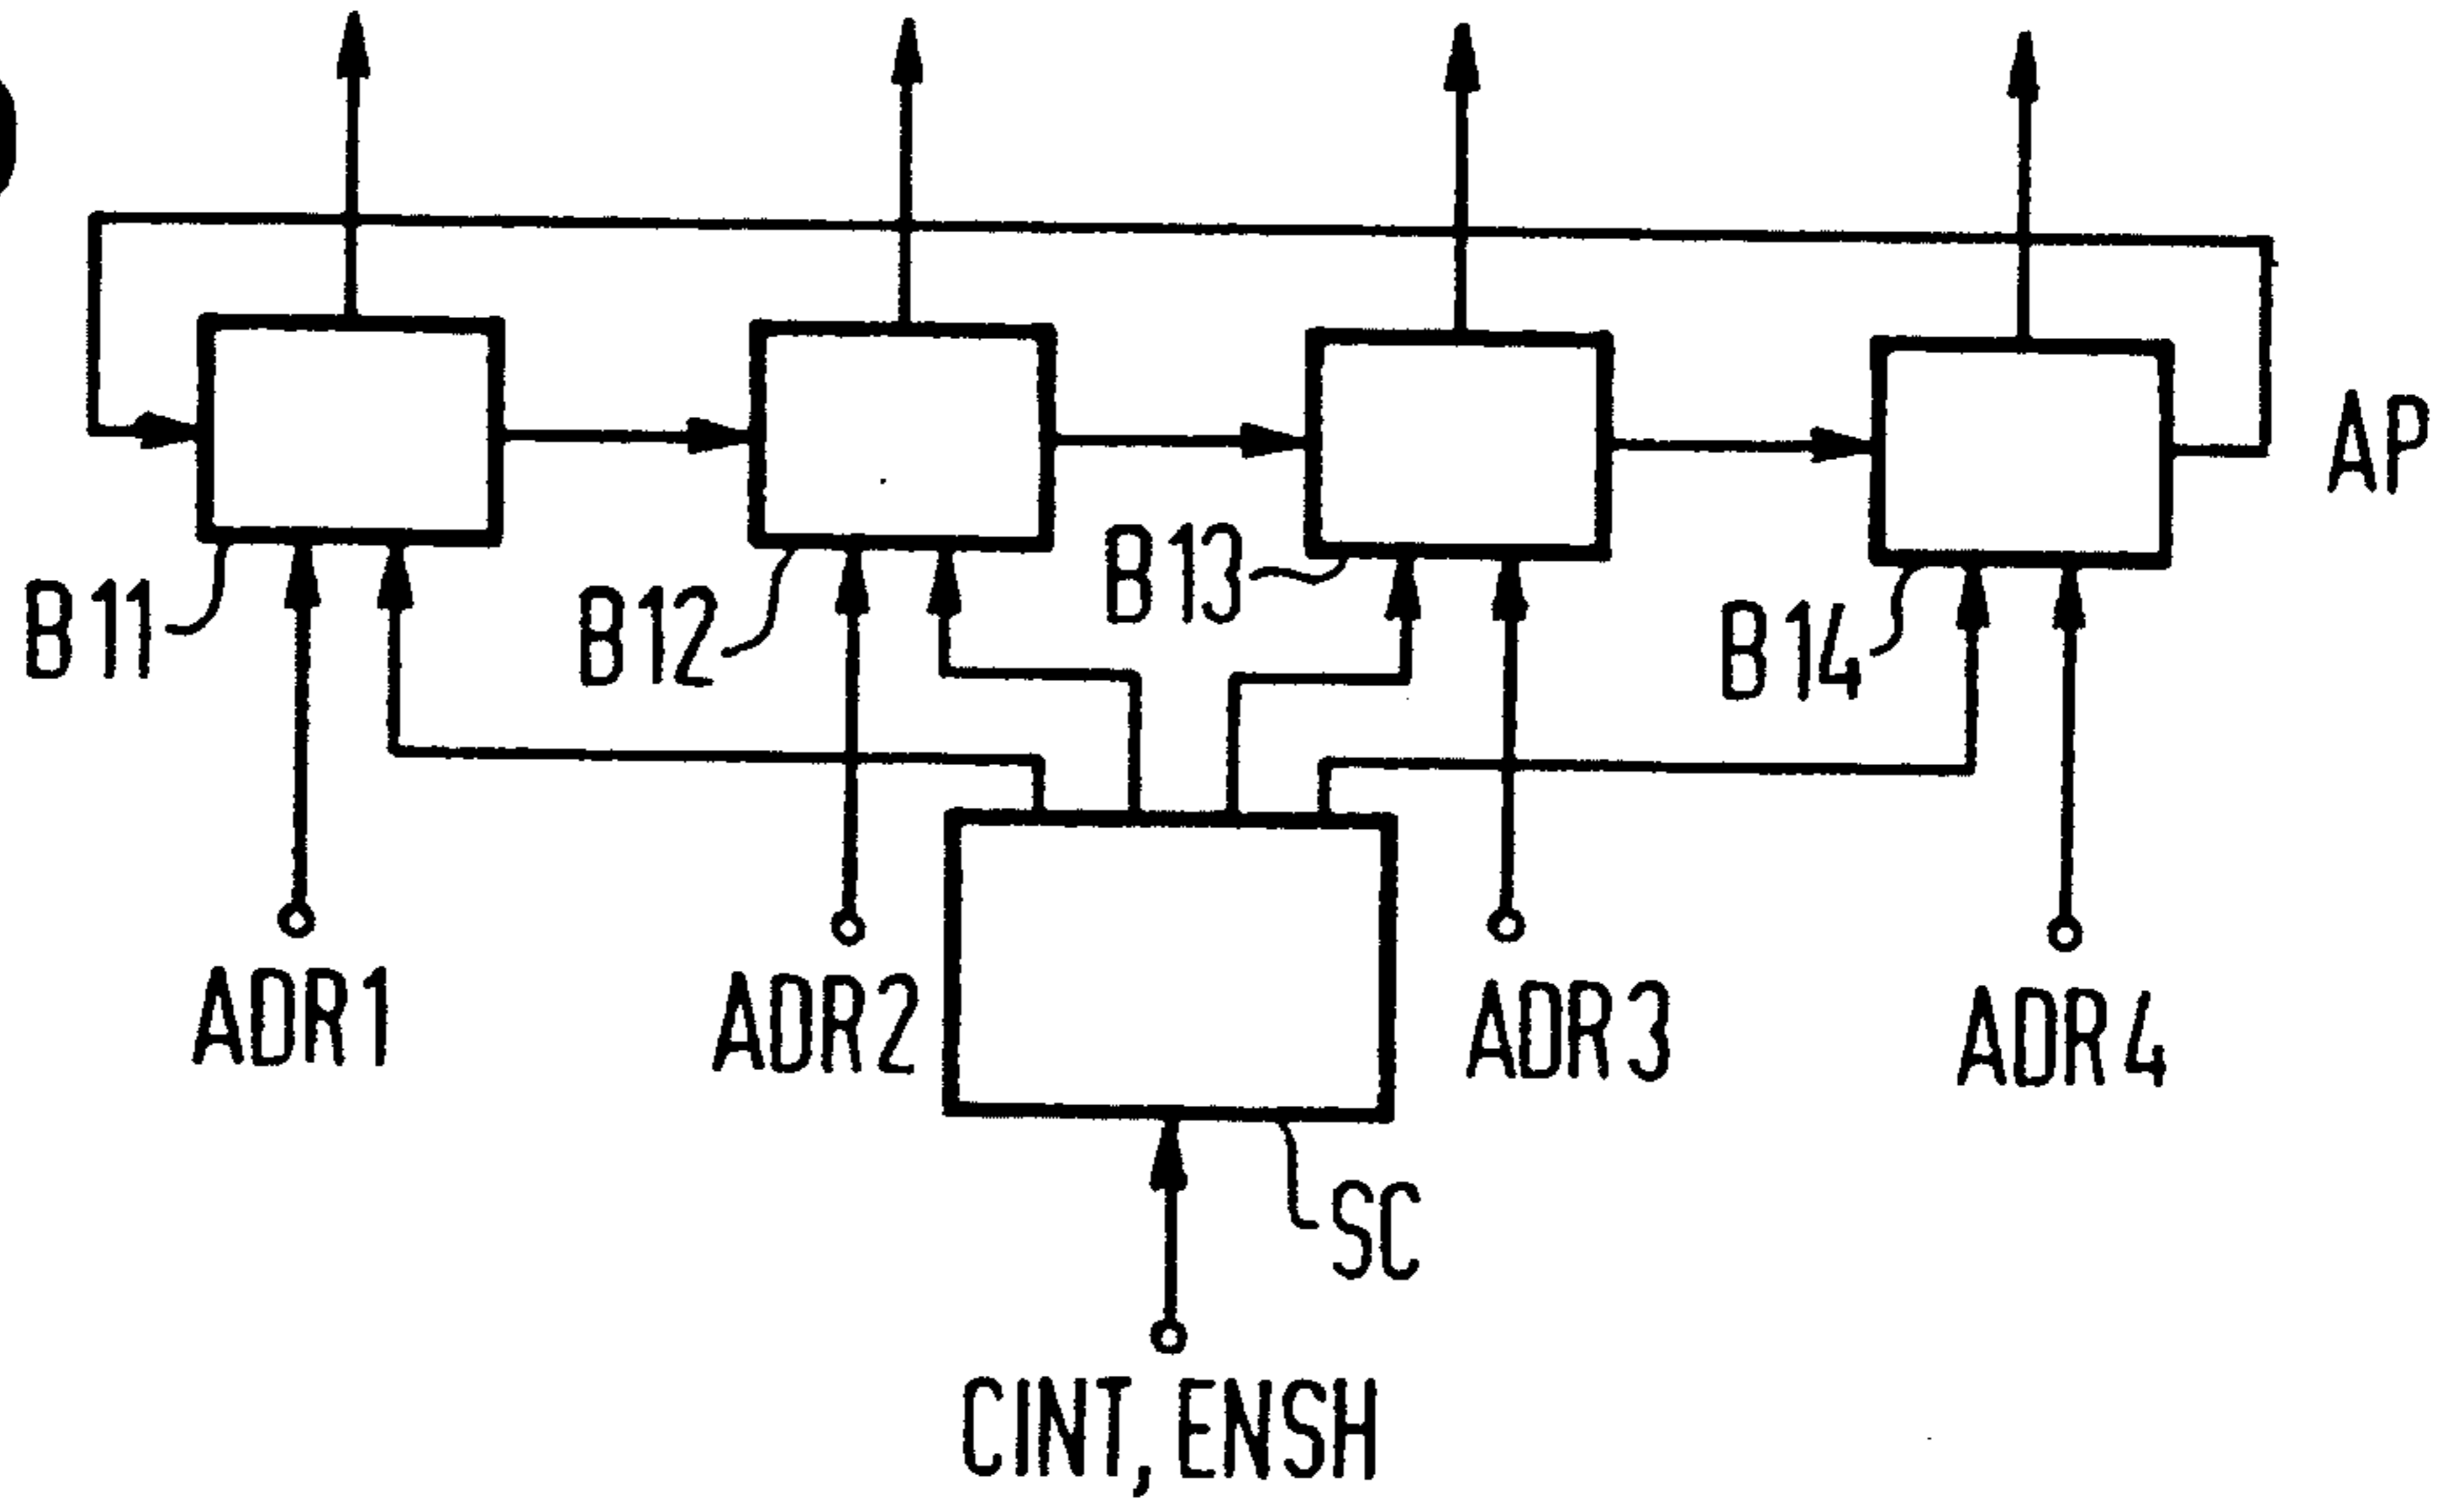 AP
B11
B12
B13
B14
ADR1
ADR2
ADR3
ADR4
SC
CINT, ENSH